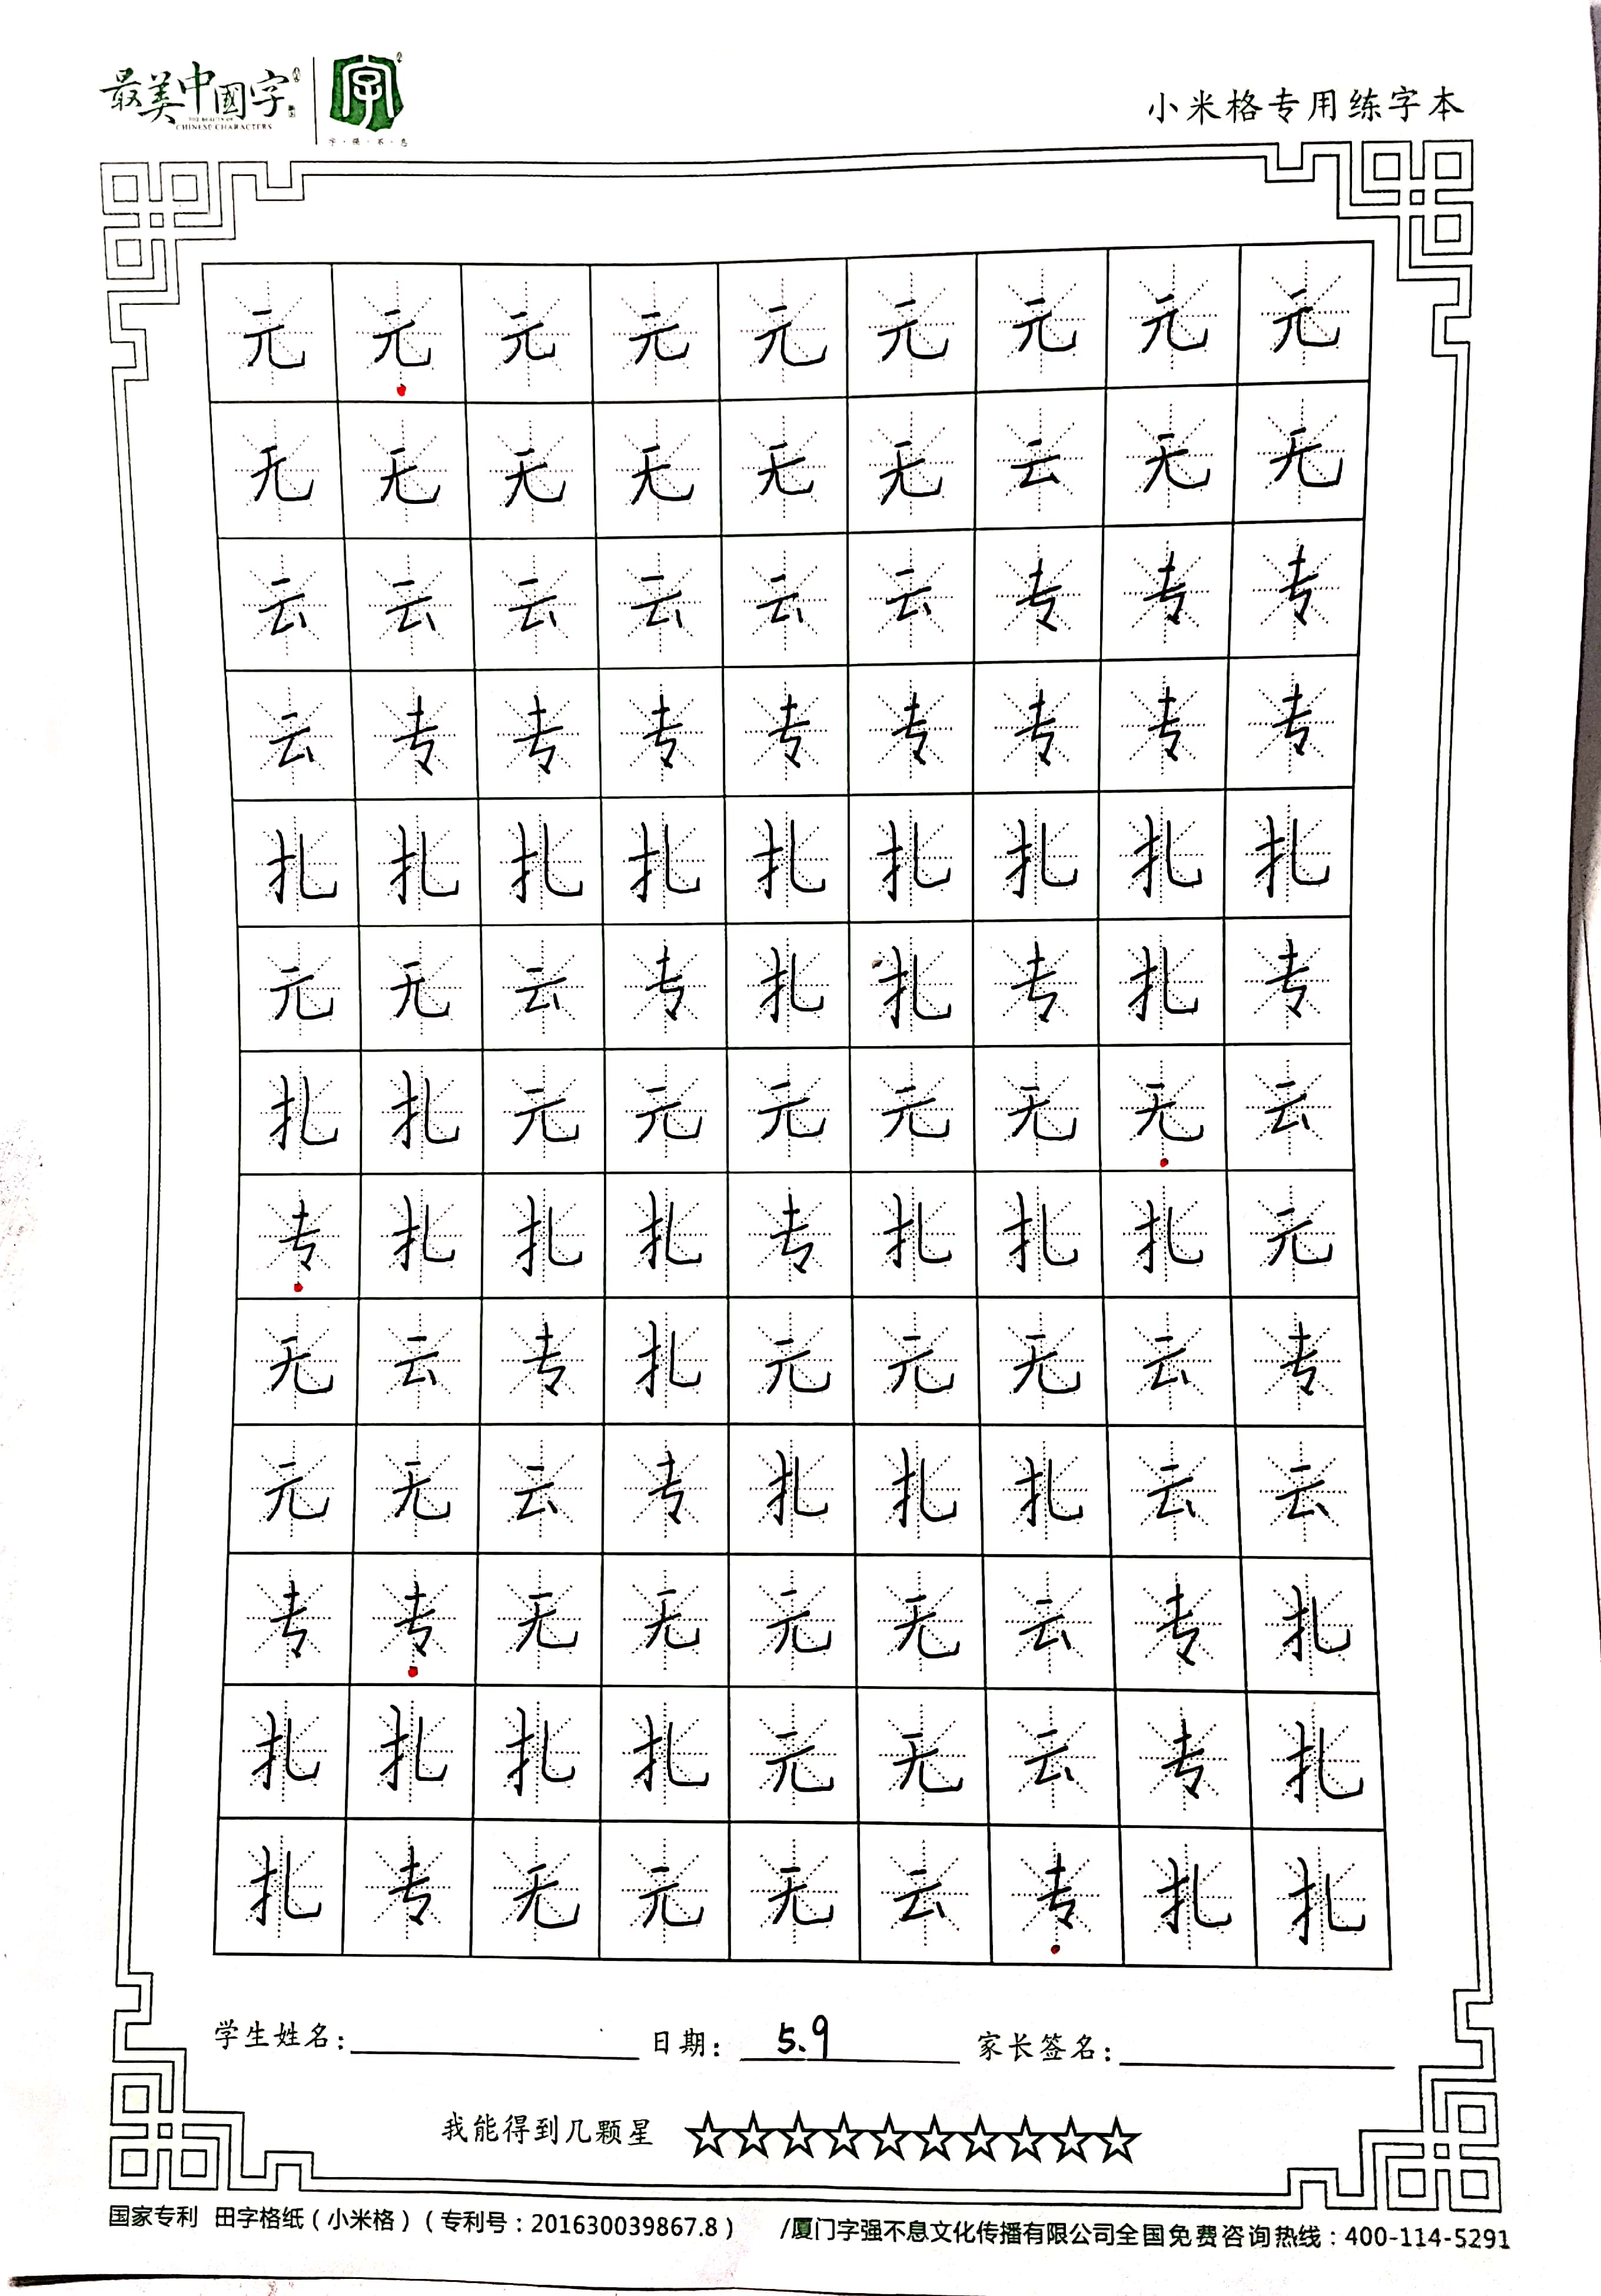 最美中國字
THE BEAUTY OF
CHINESE CHARACTERS
字
字·强·不·息
小米格专用练字本
元元元元元元元元元
无无无无无无云无无
云云云云云云专专专
云专专专专专专专专
扎扎扎扎扎扎扎扎扎
元无云专扎扎专扎专
扎扎元元元元无无云
专扎扎扎专扎扎扎元
无云专扎元元无云专
元无云专扎扎扎云云
专专无无元无云专扎
扎扎扎扎元无云专扎
扎专无元无云专扎扎
学生姓名: 日期: 5.9 家长签名:
我能得到几颗星 ☆☆☆☆☆☆☆☆☆☆
国家专利 田字格纸(小米格)(专利号:201630039867.8) /厦门字强不息文化传播有限公司全国免费咨询热线:400-114-5291